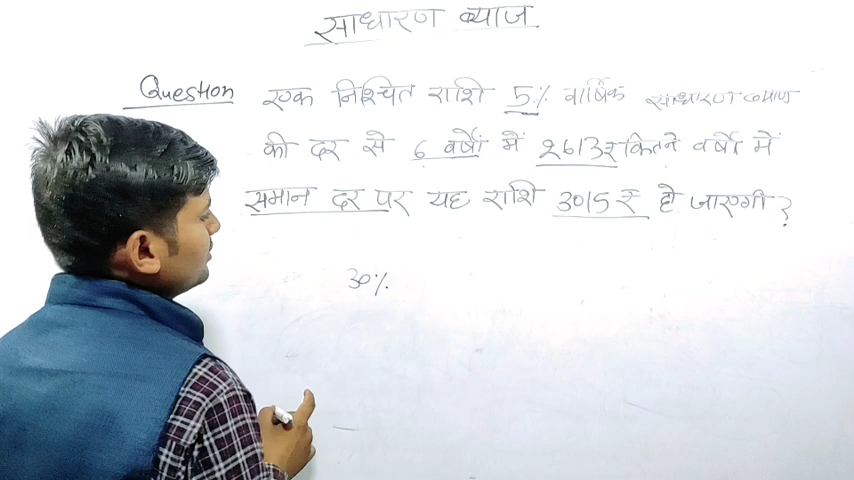 साधारण ब्याज
Question एक निश्चित राशि 5% वार्षिक साधारण ब्याज
की दर से 6 वर्षों में 2613₹ कितने वर्षों में
समान दर पर यह राशि 3015 ₹ हो जाएगी ?
30%